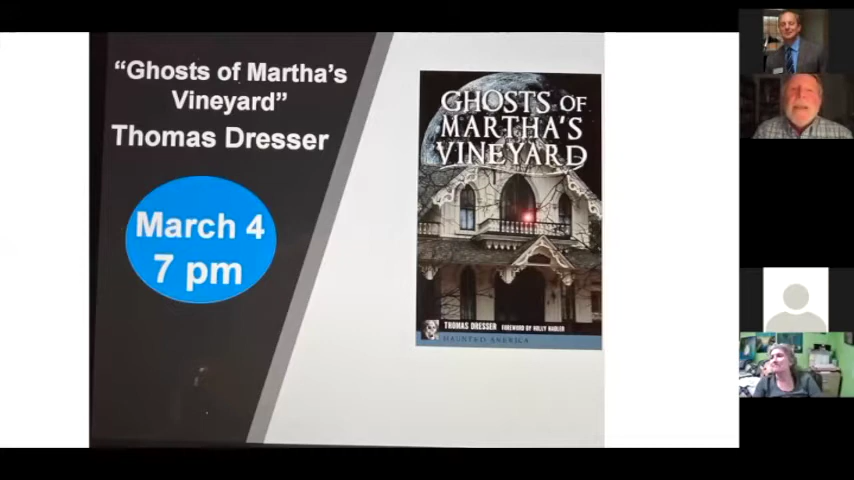 “Ghosts of Martha’s
Vineyard”
Thomas Dresser
March 4
7 pm
GHOSTS OF
MARTHA'S
VINEYARD
THOMAS DRESSER FOREWORD BY HOLLY NADLER
HAUNTED AMERICA